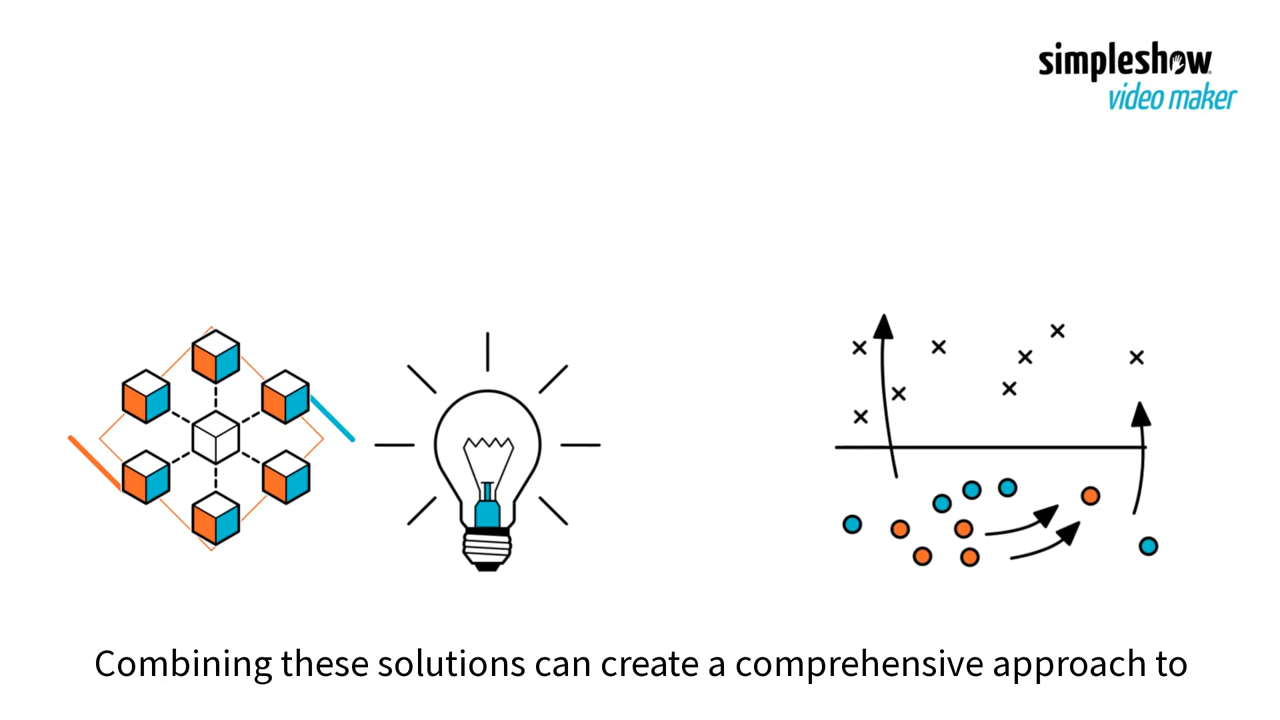 simpleshow
video maker
Combining these solutions can create a comprehensive approach to